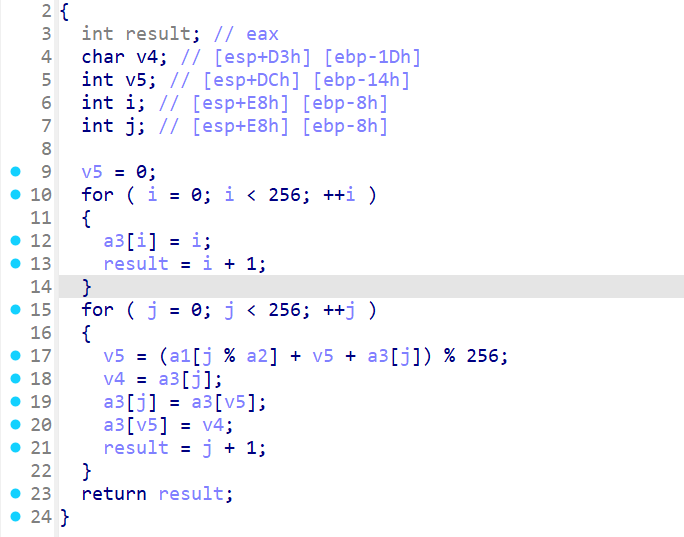 2 {
3   int result; // eax
4   char v4; // [esp+D3h] [ebp-1Dh]
5   int v5; // [esp+DCh] [ebp-14h]
6   int i; // [esp+E8h] [ebp-8h]
7   int j; // [esp+E8h] [ebp-8h]
8
9   v5 = 0;
10   for ( i = 0; i < 256; ++i )
11   {
12     a3[i] = i;
13     result = i + 1;
14   }
15   for ( j = 0; j < 256; ++j )
16   {
17     v5 = (a1[j % a2] + v5 + a3[j]) % 256;
18     v4 = a3[j];
19     a3[j] = a3[v5];
20     a3[v5] = v4;
21     result = j + 1;
22   }
23   return result;
24 }